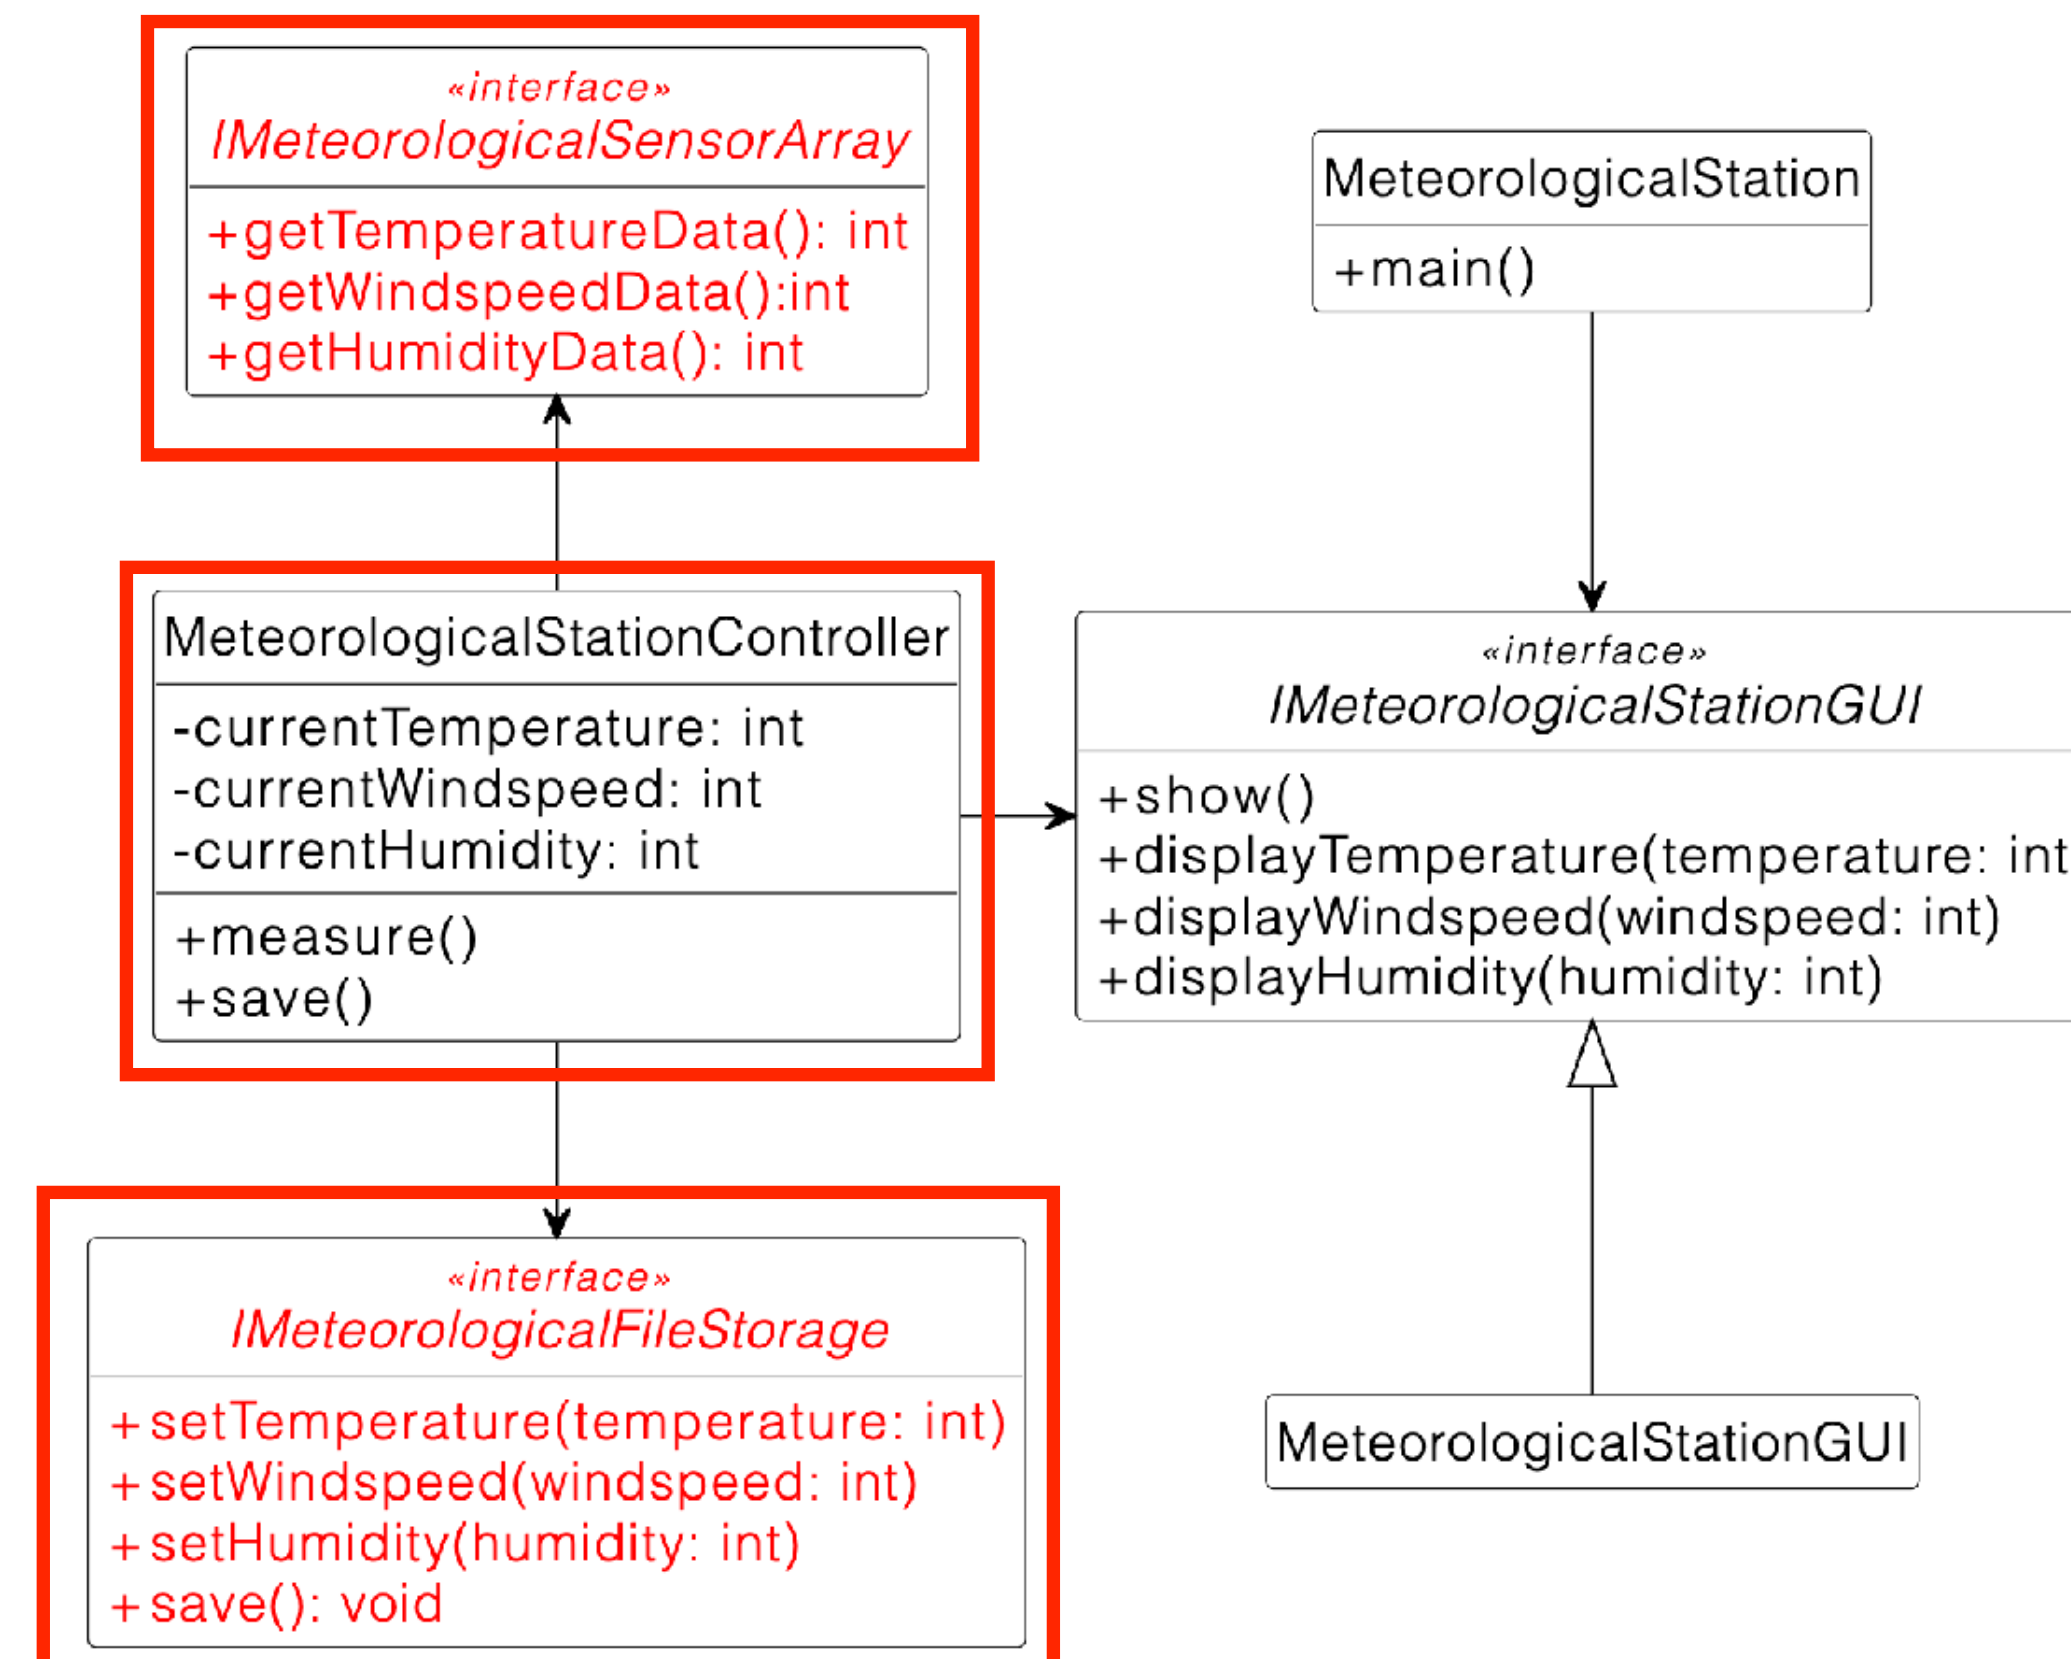 «interface»
IMeteorologicalSensorArray
+getTemperatureData(): int
+getWindspeedData():int
+getHumidityData(): int
MeteorologicalStation
+main()
MeteorologicalStationController
-currentTemperature: int
-currentWindspeed: int
-currentHumidity: int
+measure()
+save()
«interface»
IMeteorologicalStationGUI
+show()
+displayTemperature(temperature: int
+displayWindspeed(windspeed: int)
+displayHumidity(humidity: int)
«interface»
IMeteorologicalFileStorage
+setTemperature(temperature: int)
+setWindspeed(windspeed: int)
+setHumidity(humidity: int)
+save(): void
MeteorologicalStationGUI